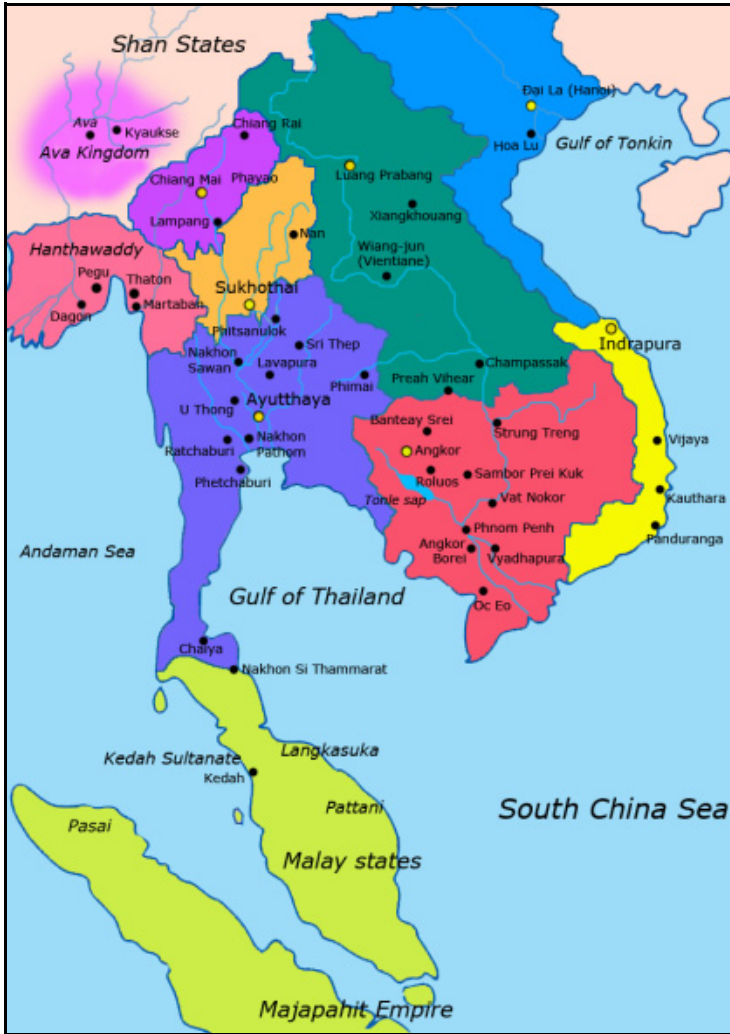 Shan States
Đại La (Hanoi)
Ava
Kyaukse
Chiang Rai
Hoa Lu
Gulf of Tonkin
Ava Kingdom
Luang Prabang
Chiang Mai
Phayao
Xiangkhouang
Lampang
Nan
Hanthawaddy
Wiang-jun
(Vientiane)
Pegu
Thaton
Sukhothai
Dagon
Martaban
Phitsanulok
Indrapura
Sri Thep
Nakhon
Sawan
Lavapura
Champassak
Phimai
Preah Vihear
U Thong
Ayutthaya
Banteay Srei
Strung Treng
Ratchaburi
Nakhon
Pathom
Angkor
Vijaya
Phetchaburi
Roluos
Sambor Prei Kuk
Tonle sap
Vat Nokor
Kauthara
Phnom Penh
Panduranga
Andaman Sea
Angkor
Borei
Vyadhapura
Gulf of Thailand
Oc Eo
Chaiya
Nakhon Si Thammarat
Langkasuka
Kedah Sultanate
Kedah
Pattani
South China Sea
Pasai
Malay states
Majapahit Empire